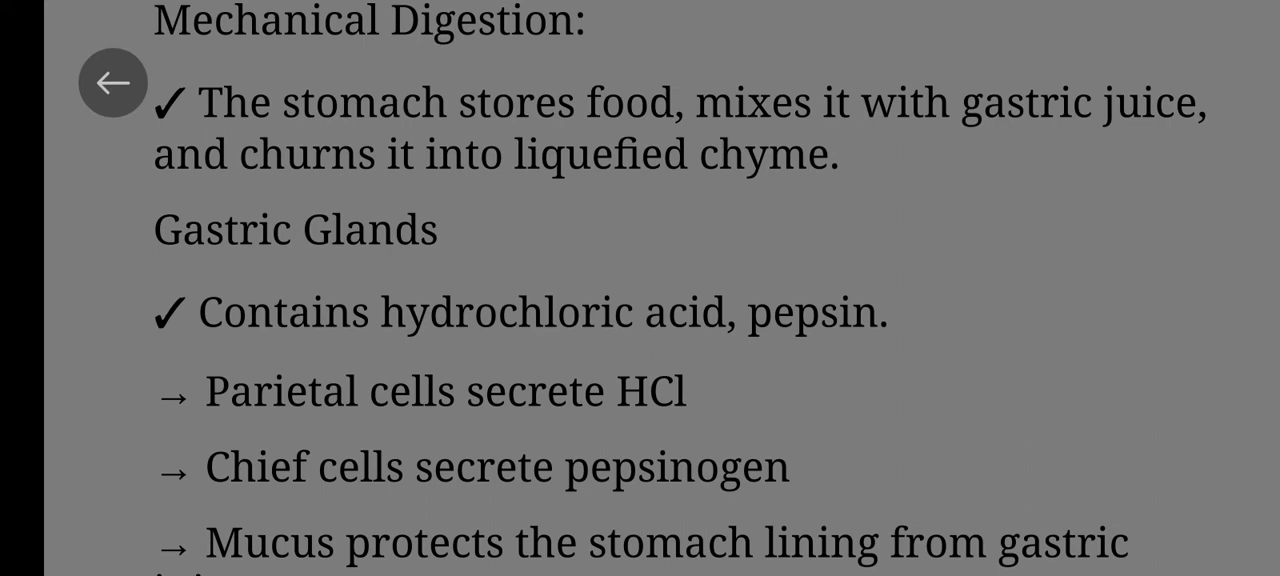 Mechanical Digestion:
✓ The stomach stores food, mixes it with gastric juice,
and churns it into liquefied chyme.
Gastric Glands
✓ Contains hydrochloric acid, pepsin.
→ Parietal cells secrete HCl
→ Chief cells secrete pepsinogen
→ Mucus protects the stomach lining from gastric